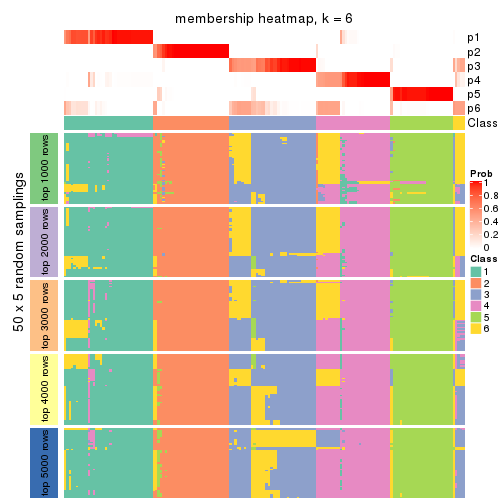 membership heatmap, k = 6
p1
p2
p3
p4
p5
p6
Class
50 x 5 random samplings
top 1000 rows
top 2000 rows
top 3000 rows
top 4000 rows
top 5000 rows
Prob
1
0.8
0.6
0.4
0.2
0
Class
1
2
3
4
5
6